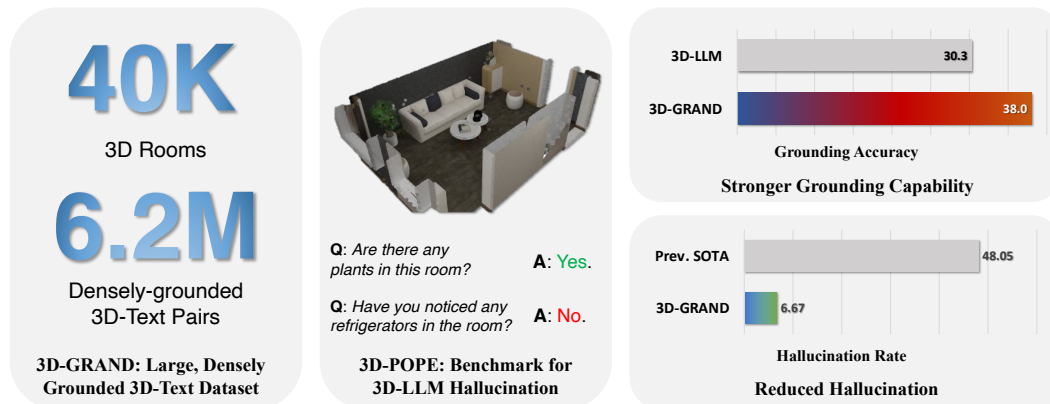 40K
3D Rooms
6.2M
Densely-grounded
3D-Text Pairs
3D-GRAND: Large, Densely
Grounded 3D-Text Dataset
Q: Are there any
plants in this room?
A: Yes.
Q: Have you noticed any
refrigerators in the room?
A: No.
3D-POPE: Benchmark for
3D-LLM Hallucination
3D-LLM
30.3
3D-GRAND
38.0
Grounding Accuracy
Stronger Grounding Capability
Prev. SOTA
48.05
3D-GRAND
6.67
Hallucination Rate
Reduced Hallucination